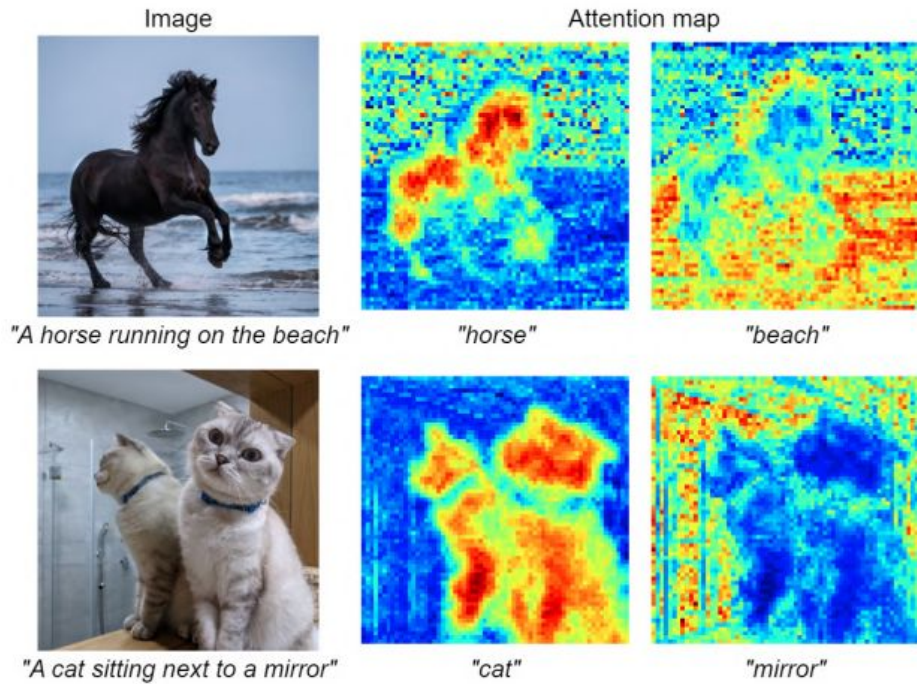 Image
Attention map
"A horse running on the beach"
"horse"
"beach"
"A cat sitting next to a mirror"
"cat"
"mirror"